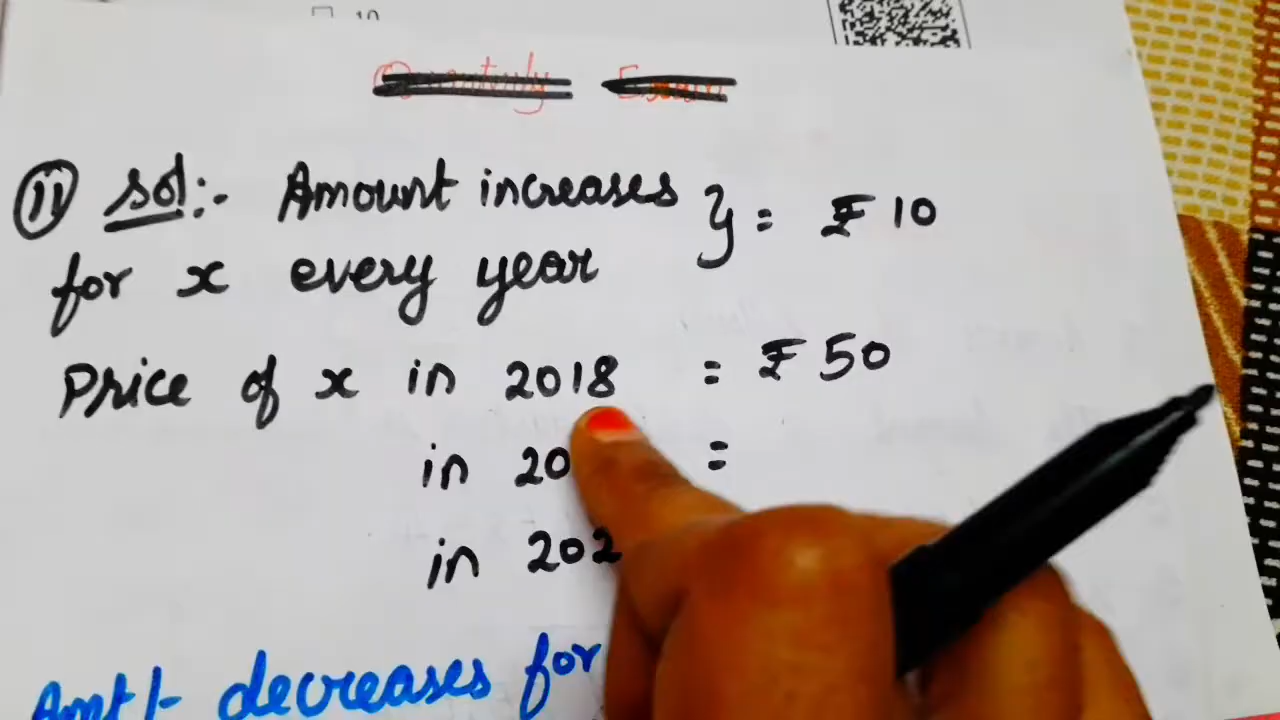 10
11 Sol:- Amount increases
for x every year } = ₹ 10
Price of x in 2018 = ₹ 50
in 20 =
in 202
Amt decreases for